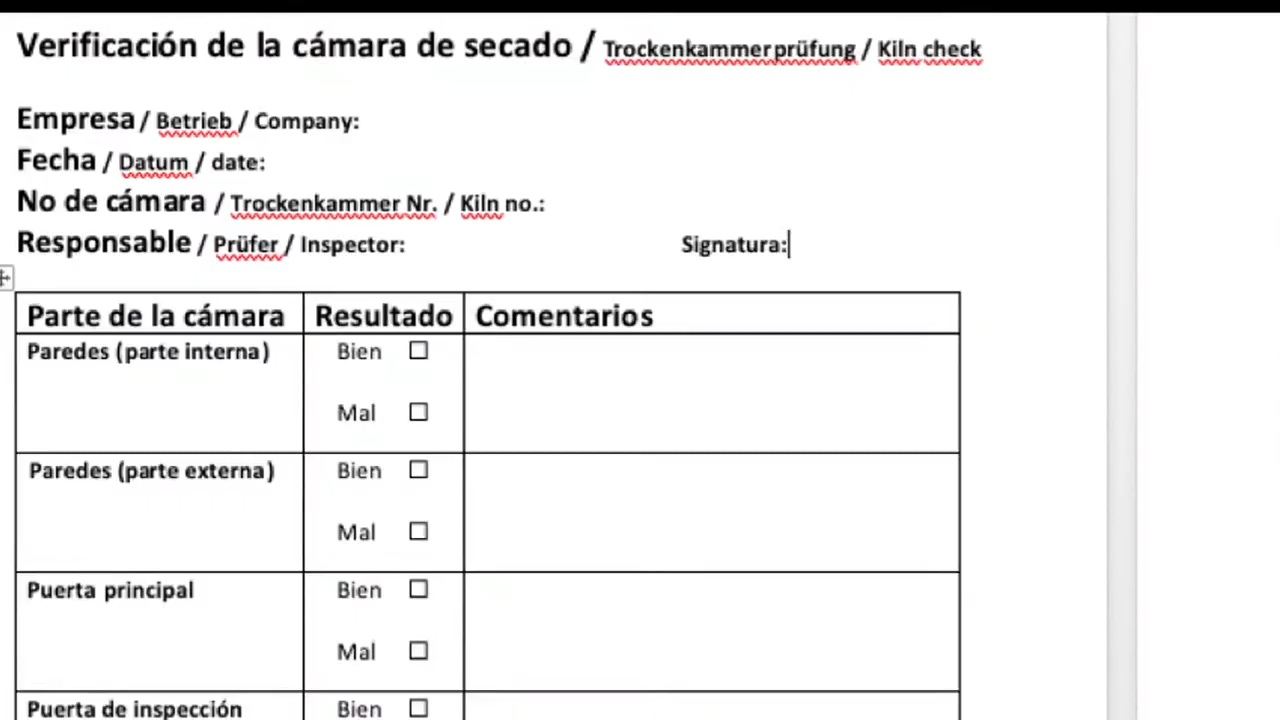 Verificación de la cámara de secado / Trockenkammerprüfung / Kiln check
Empresa / Betrieb / Company:
Fecha / Datum / date:
No de cámara / Trockenkammer Nr. / Kiln no.:
Responsable / Prüfer / Inspector: Signatura:
Parte de la cámara Resultado Comentarios
Paredes (parte interna) Bien ☐
Mal ☐
Paredes (parte externa) Bien ☐
Mal ☐
Puerta principal Bien ☐
Mal ☐
Puerta de inspección Bien ☐